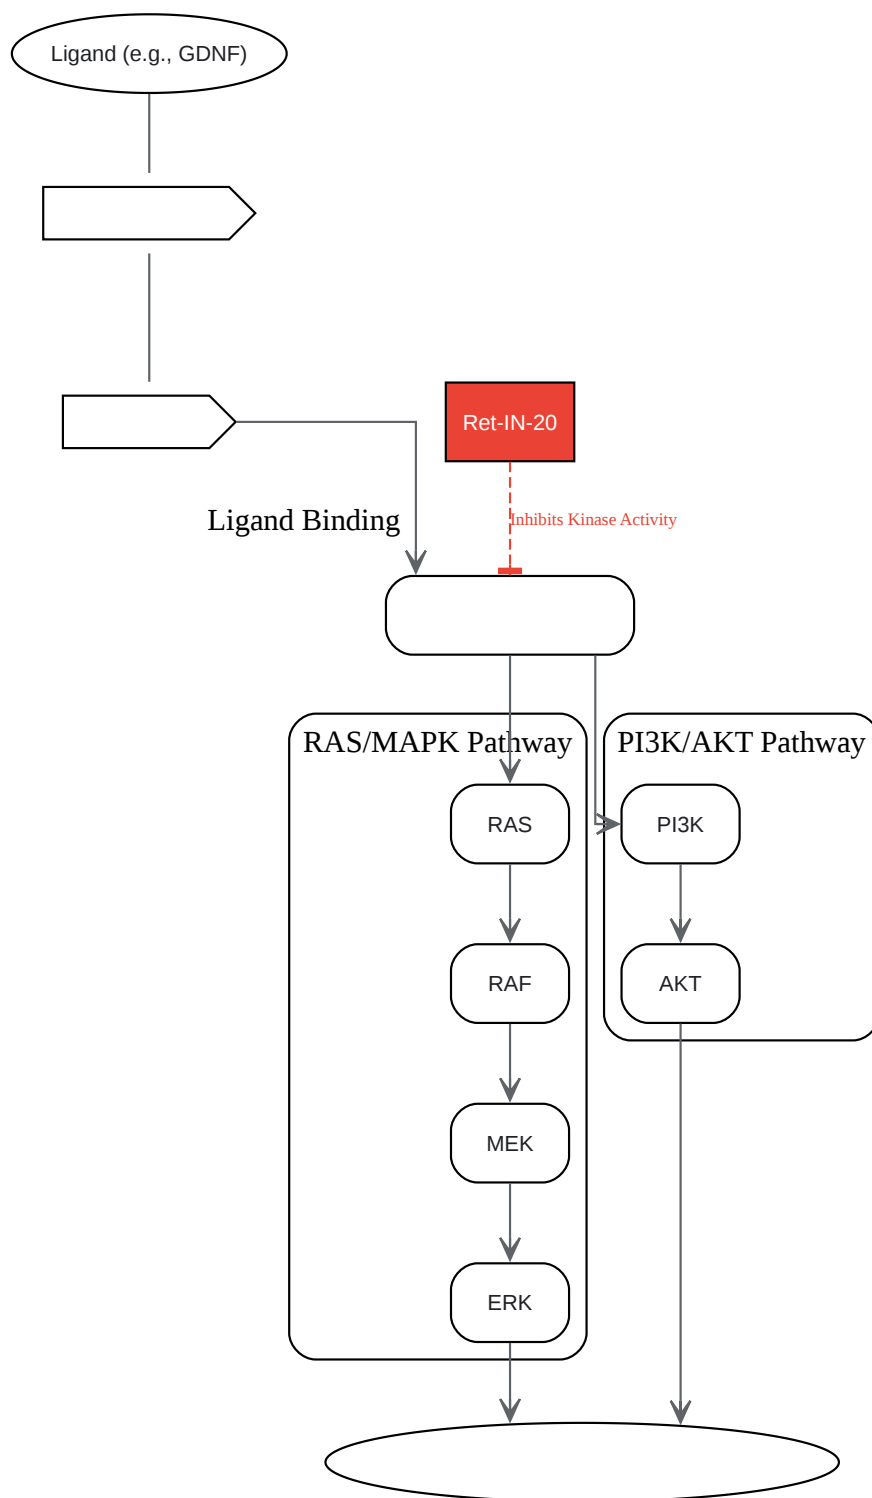 Ligand (e.g., GDNF)
Ret-IN-20
Ligand Binding
Inhibits Kinase Activity
RAS/MAPK Pathway
PI3K/AKT Pathway
RAS
PI3K
RAF
AKT
MEK
ERK